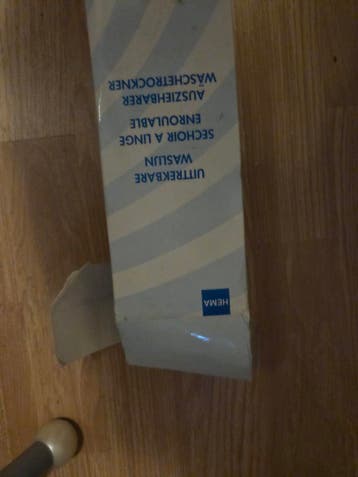 UITTREKBARE
WASLIJN
SECHOIR A LINGE
ENROULABLE
AUSZIEHBARER
WÄSCHETROCKNER
HEMA